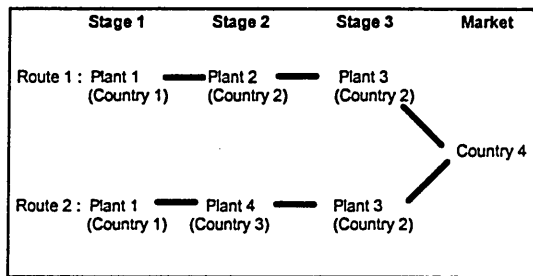 Stage 1 Stage 2 Stage 3 Market
Route 1 : Plant 1 Plant 2 Plant 3
(Country 1) (Country 2) (Country 2)
Country 4
Route 2 : Plant 1 Plant 4 Plant 3
(Country 1) (Country 3) (Country 2)